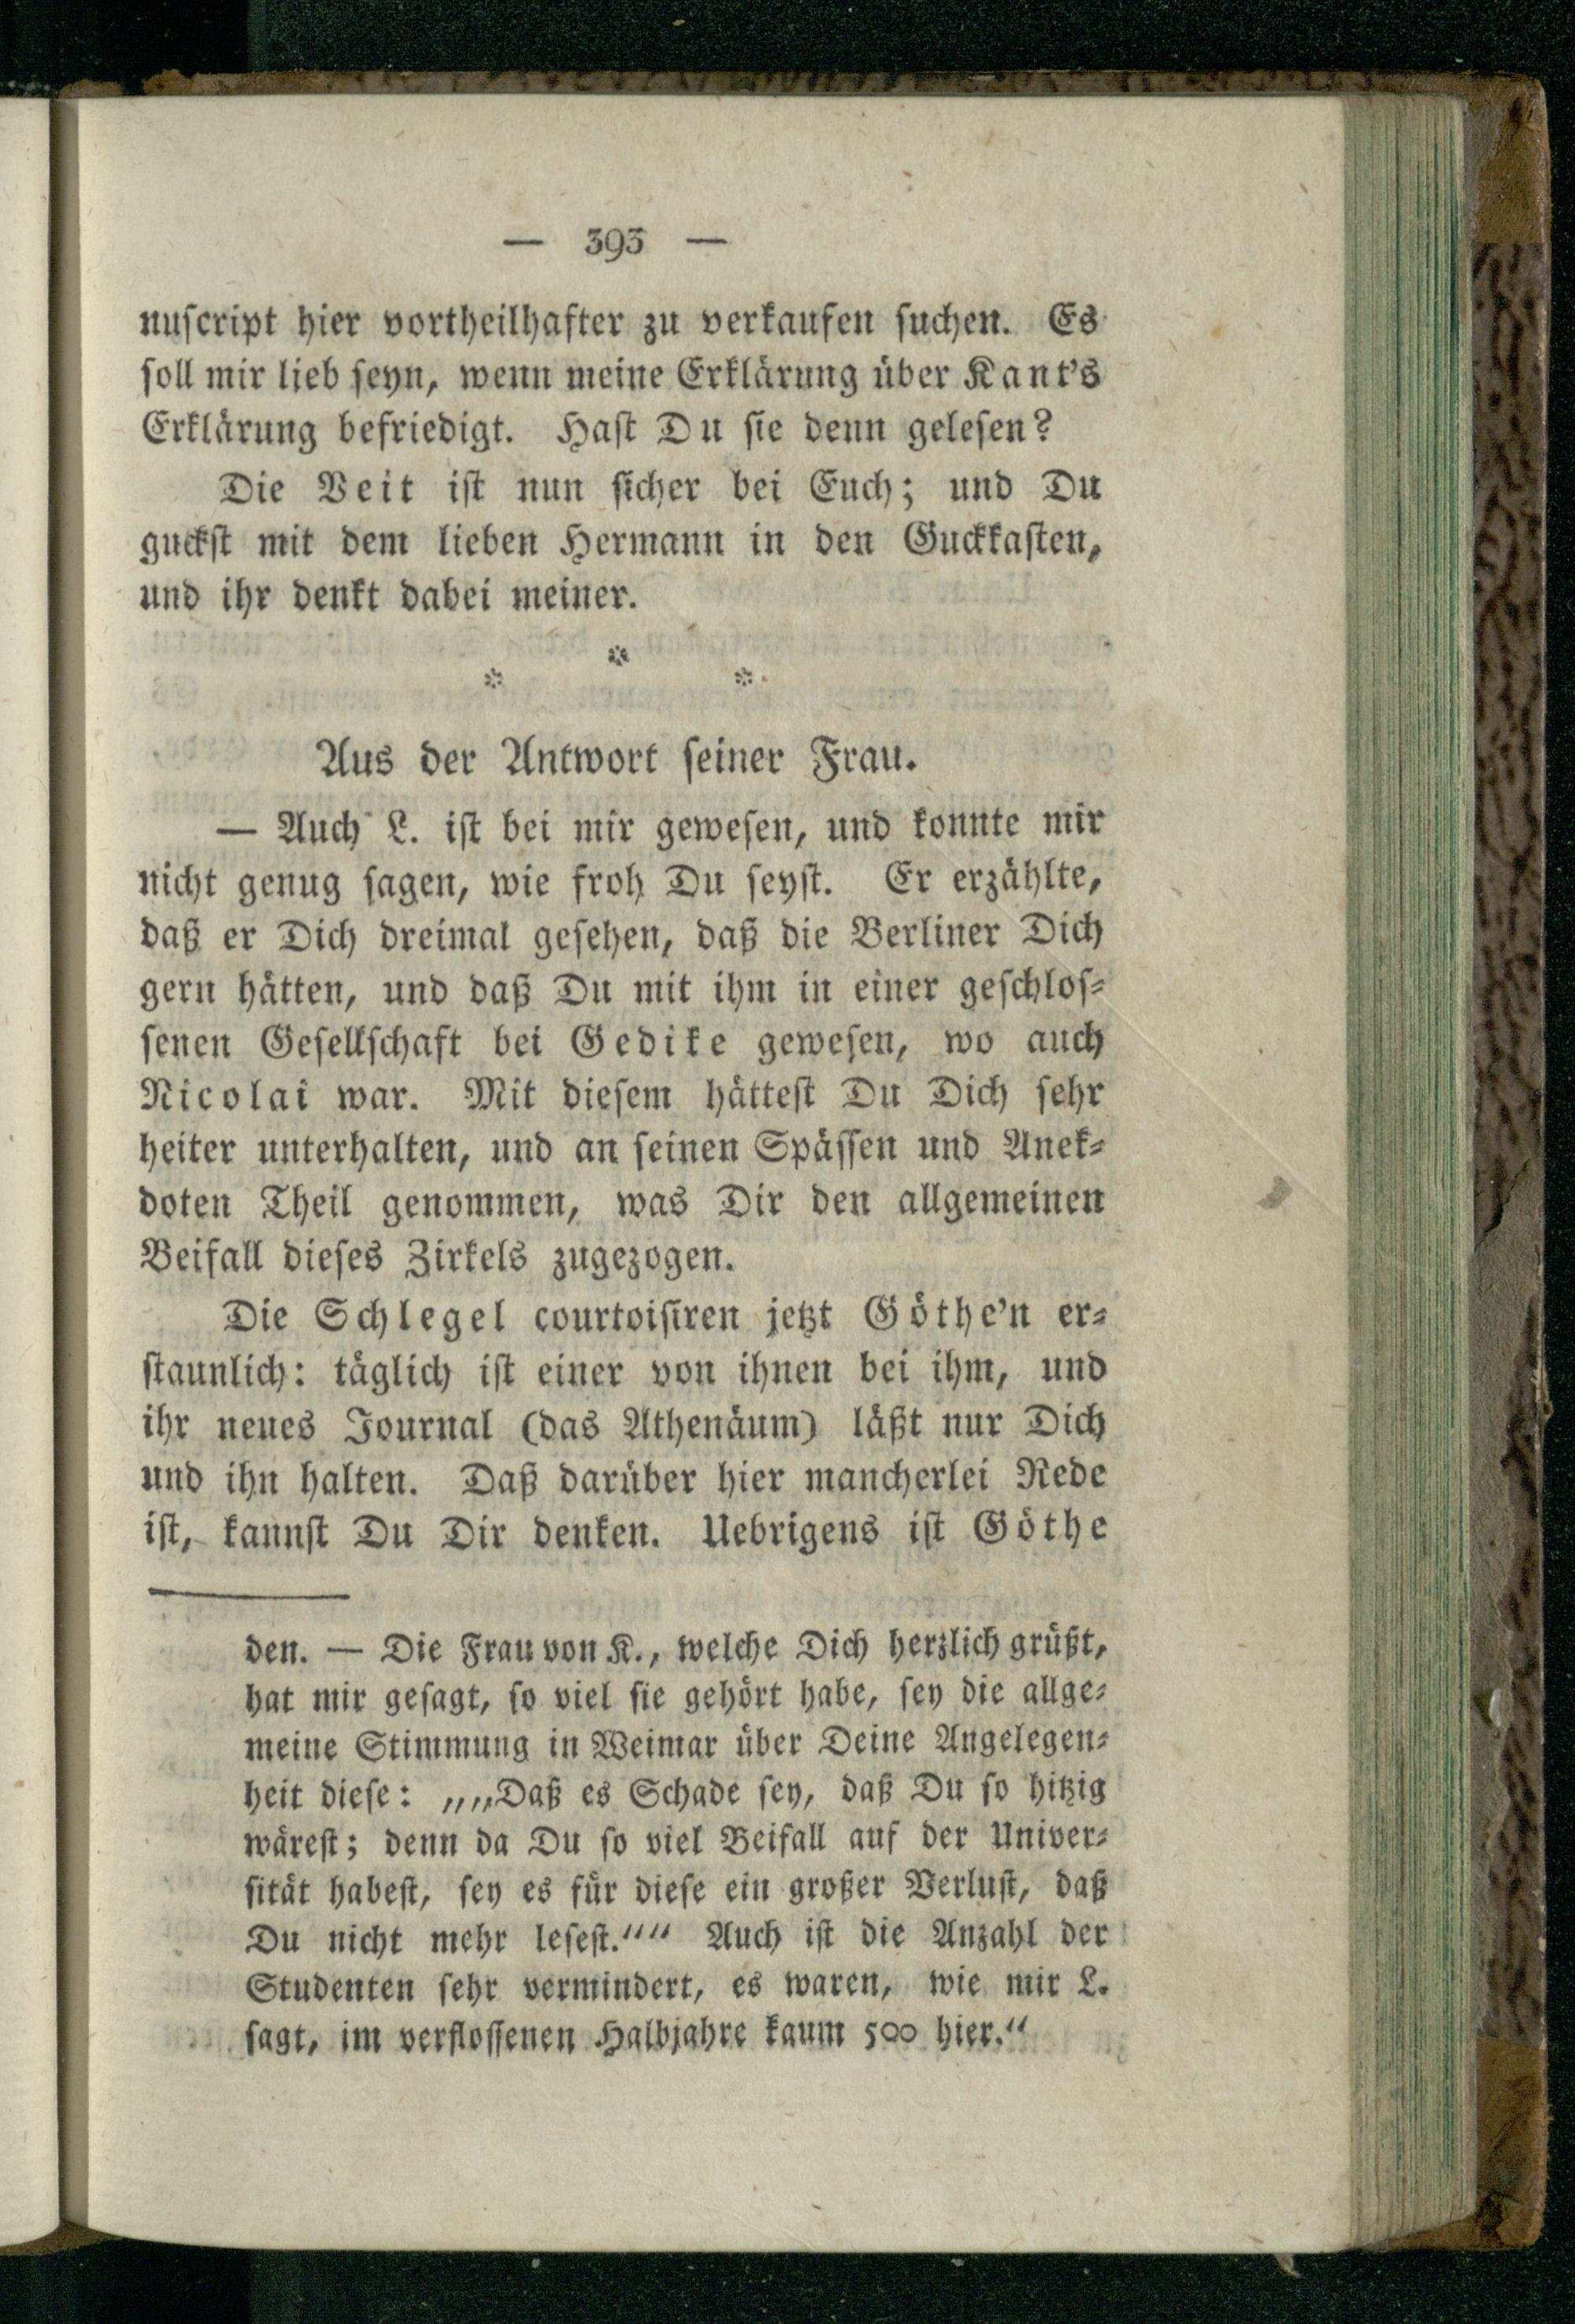 — 393 —
nuscript hier vortheilhafter zu verkaufen suchen. Es
soll mir lieb seyn, wenn meine Erklärung über Kant's
Erklärung befriedigt. Hast Du sie denn gelesen?
Die Veit ist nun sicher bei Euch; und Du
guckst mit dem lieben Hermann in den Guckkasten,
und ihr denkt dabei meiner.
* * *
Aus der Antwort seiner Frau.
— Auch L. ist bei mir gewesen, und konnte mir
nicht genug sagen, wie froh Du seyst. Er erzählte,
daß er Dich dreimal gesehen, daß die Berliner Dich
gern hätten, und daß Du mit ihm in einer geschlos-
senen Gesellschaft bei Gedike gewesen, wo auch
Nicolai war. Mit diesem hättest Du Dich sehr
heiter unterhalten, und an seinen Spässen und Anek-
doten Theil genommen, was Dir den allgemeinen
Beifall dieses Zirkels zugezogen.
Die Schlegel courtoisiren jetzt Göthe'n er-
staunlich: täglich ist einer von ihnen bei ihm, und
ihr neues Journal (das Athenäum) läßt nur Dich
und ihn halten. Daß darüber hier mancherlei Rede
ist, kannst Du Dir denken. Uebrigens ist Göthe
den. — Die Frau von K., welche Dich herzlich grüßt,
hat mir gesagt, so viel sie gehört habe, sey die allge-
meine Stimmung in Weimar über Deine Angelegen-
heit diese: „„Daß es Schade sey, daß Du so hitzig
wärest; denn da Du so viel Beifall auf der Univer-
sität habest, sey es für diese ein großer Verlust, daß
Du nicht mehr lesest.““ Auch ist die Anzahl der
Studenten sehr vermindert, es waren, wie mir L.
sagt, im verflossenen Halbjahre kaum 500 hier.“